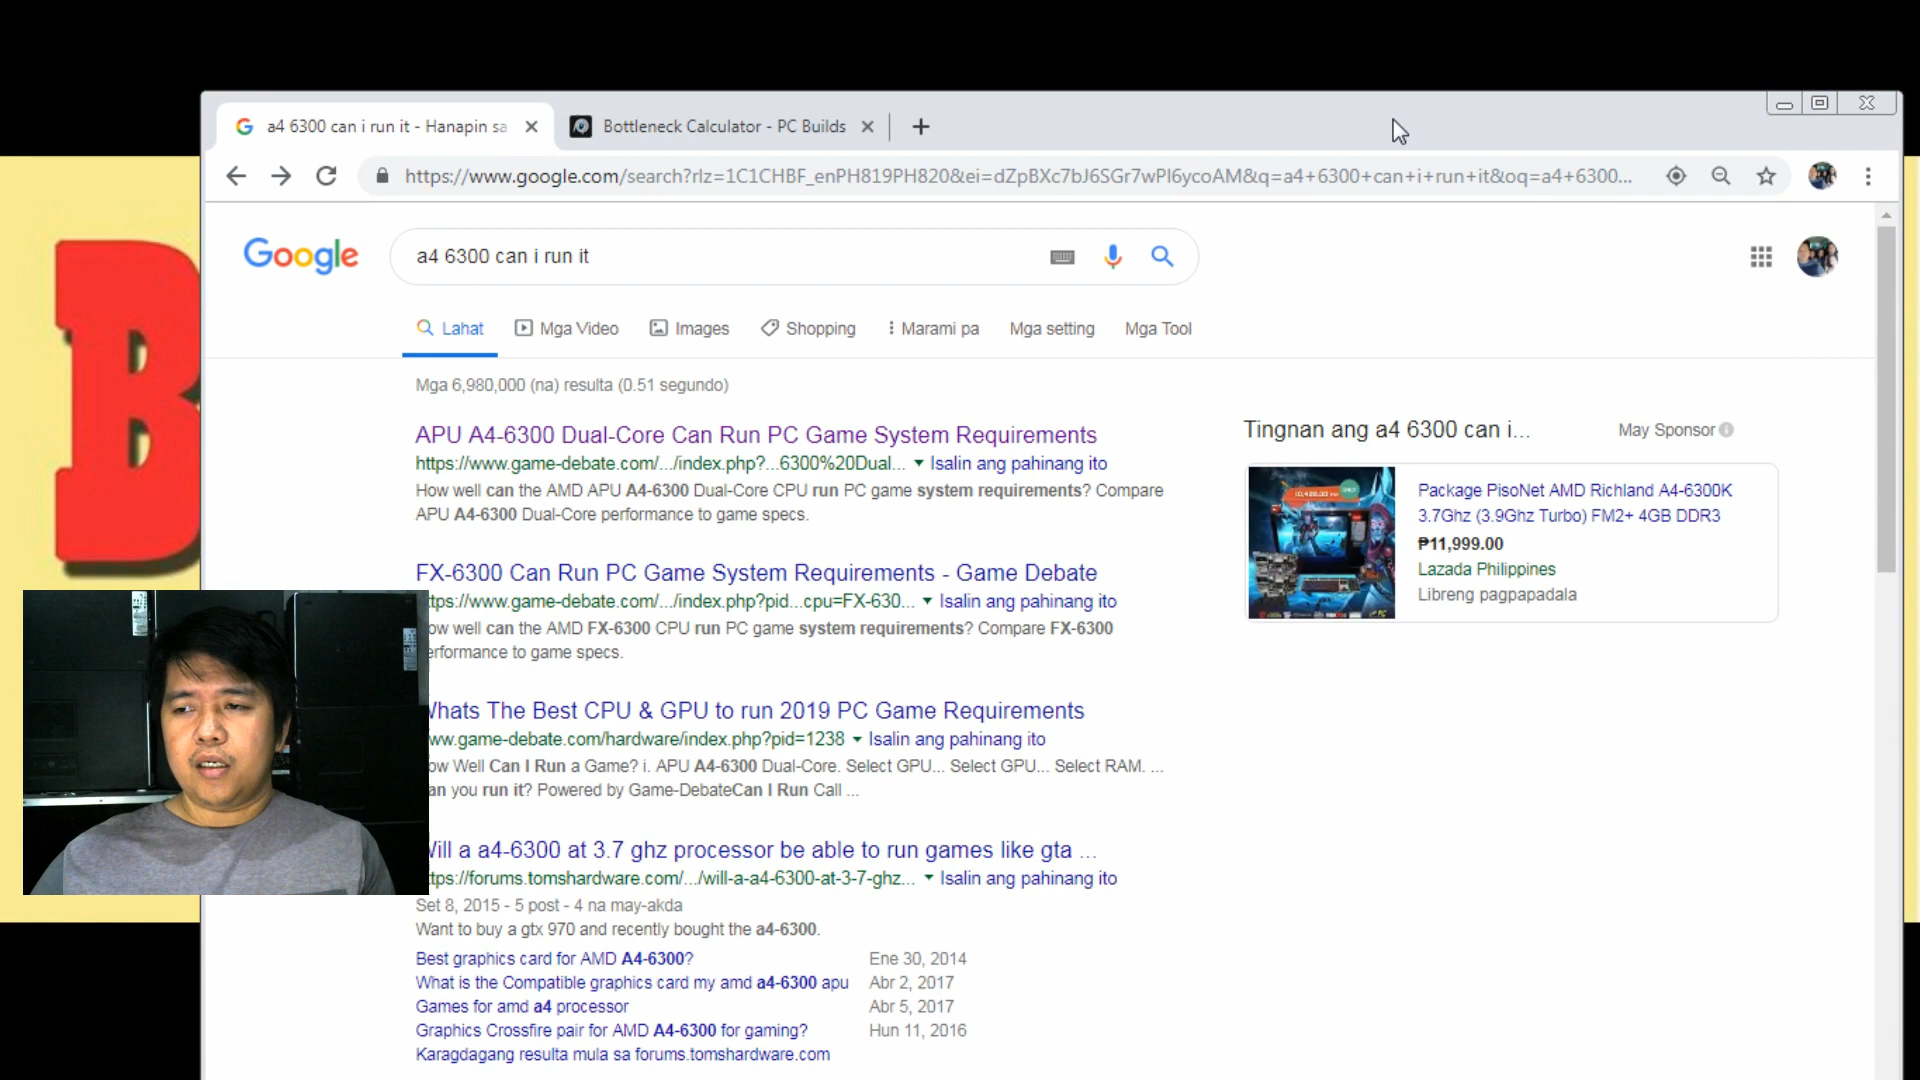 a4 6300 can i run it - Hanapin sa
Bottleneck Calculator - PC Builds
https://www.google.com/search?rlz=1C1CHBF_enPH819PH820&ei=dZpBXc7bJ6SGr7wPl6ycoAM&q=a4+6300+can+i+run+it&oq=a4+6300...
Google
a4 6300 can i run it
Lahat
Mga Video
Images
Shopping
Marami pa
Mga setting
Mga Tool
Mga 6,980,000 (na) resulta (0.51 segundo)
APU A4-6300 Dual-Core Can Run PC Game System Requirements
https://www.game-debate.com/.../index.php?...6300%20Dual... Isalin ang pahinang ito
How well can the AMD APU A4-6300 Dual-Core CPU run PC game system requirements? Compare
APU A4-6300 Dual-Core performance to game specs.
FX-6300 Can Run PC Game System Requirements - Game Debate
ttps://www.game-debate.com/.../index.php?pid...cpu=FX-630... Isalin ang pahinang ito
ow well can the AMD FX-6300 CPU run PC game system requirements? Compare FX-6300
erformance to game specs.
Whats The Best CPU & GPU to run 2019 PC Game Requirements
ww.game-debate.com/hardware/index.php?pid=1238 Isalin ang pahinang ito
ow Well Can I Run a Game? i. APU A4-6300 Dual-Core. Select GPU... Select GPU... Select RAM. ...
an you run it? Powered by Game-DebateCan I Run Call ...
Will a a4-6300 at 3.7 ghz processor be able to run games like gta ...
ttps://forums.tomshardware.com/.../will-a-a4-6300-at-3-7-ghz... Isalin ang pahinang ito
Set 8, 2015 - 5 post - 4 na may-akda
Want to buy a gtx 970 and recently bought the a4-6300.
Best graphics card for AMD A4-6300? Ene 30, 2014
What is the Compatible graphics card my amd a4-6300 apu Abr 2, 2017
Games for amd a4 processor Abr 5, 2017
Graphics Crossfire pair for AMD A4-6300 for gaming? Hun 11, 2016
Karagdagang resulta mula sa forums.tomshardware.com
Tingnan ang a4 6300 can i...
May Sponsor
Package PisoNet AMD Richland A4-6300K
3.7Ghz (3.9Ghz Turbo) FM2+ 4GB DDR3
₱11,999.00
Lazada Philippines
Libreng pagpapadala
B